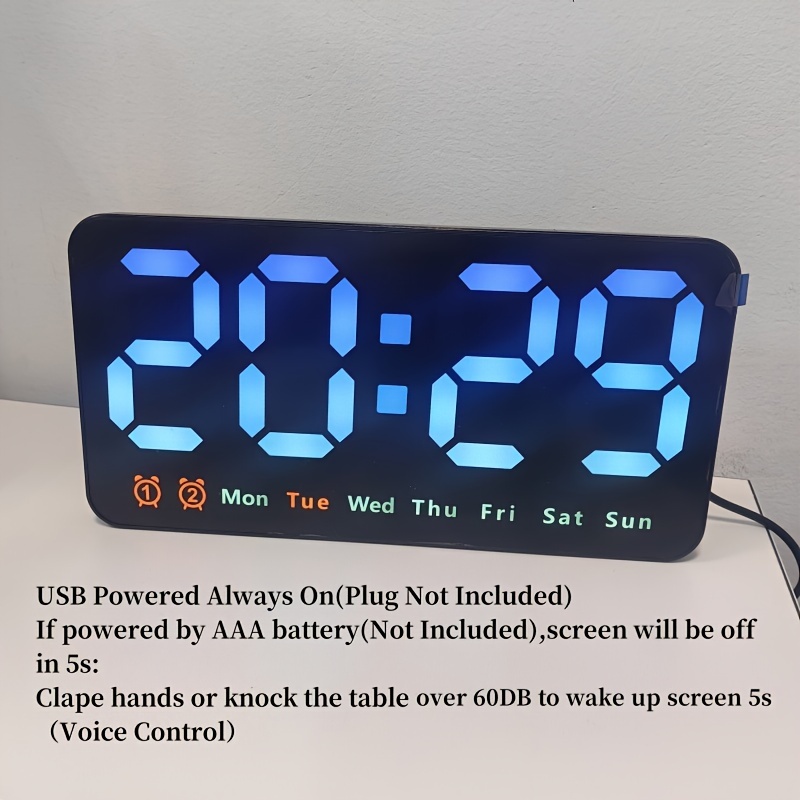 20:29
1 2 Mon Tue Wed Thu Fri Sat Sun
USB Powered Always On(Plug Not Included)
If powered by AAA battery(Not Included),screen will be off
in 5s:
Clape hands or knock the table over 60DB to wake up screen 5s
（Voice Control）